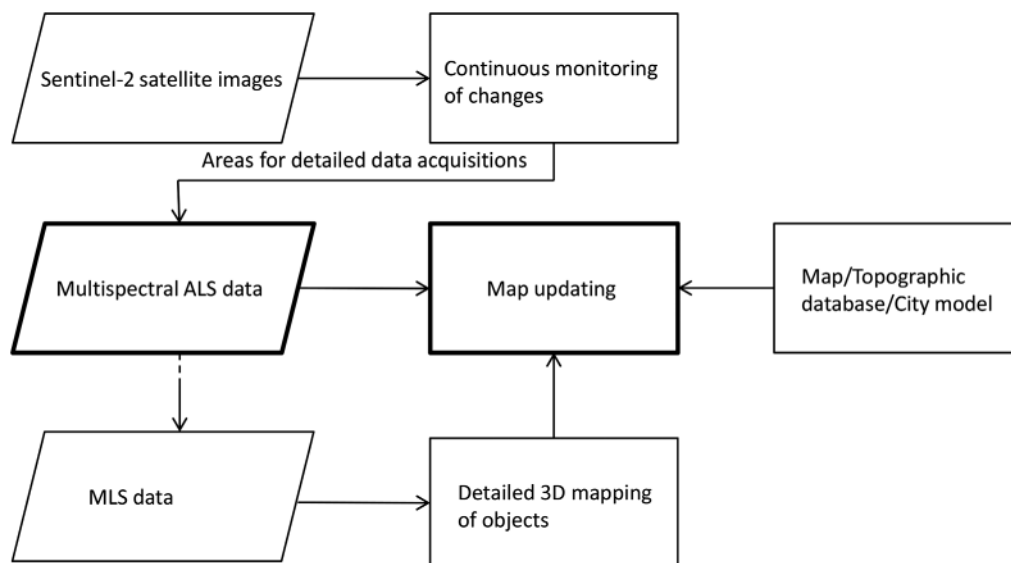 Sentinel-2 satellite images
Continuous monitoring
of changes
Areas for detailed data acquisitions
Multispectral ALS data
Map updating
Map/Topographic
database/City model
MLS data
Detailed 3D mapping
of objects